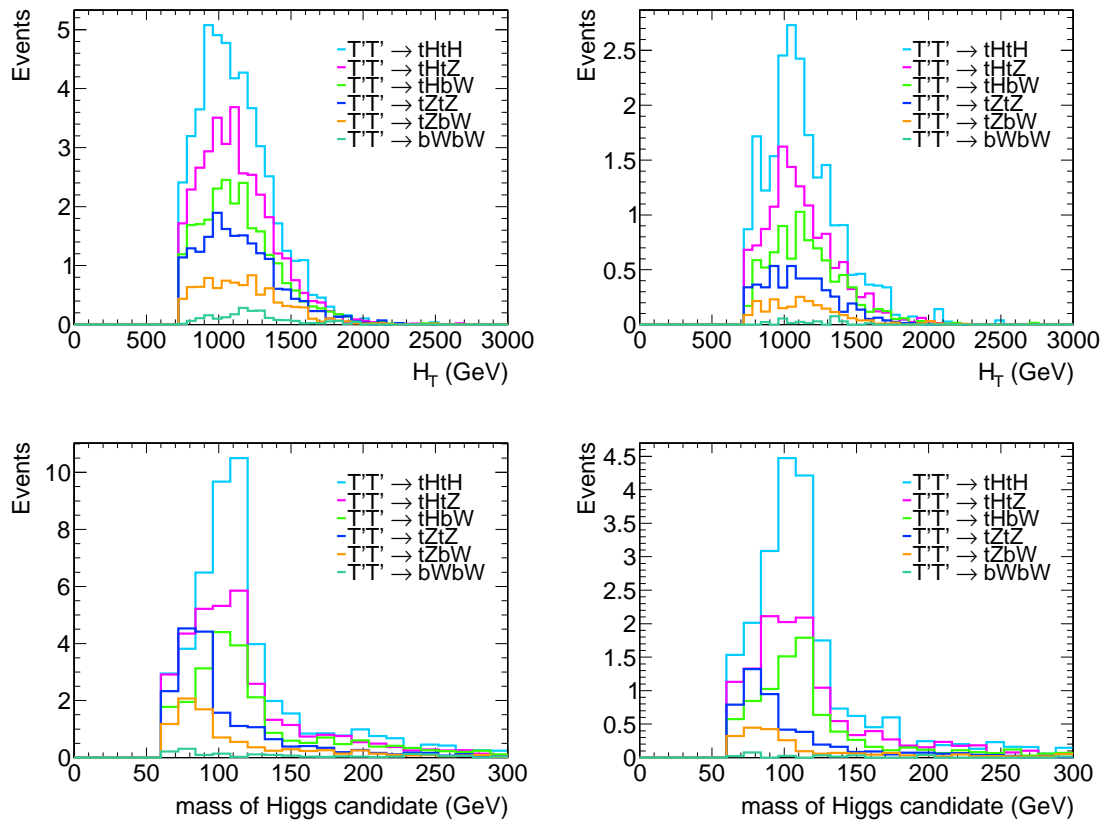 Events
5
4
3
2
1
0
T'T' → tHtH
T'T' → tHtZ
T'T' → tHbW
T'T' → tZtZ
T'T' → tZbW
T'T' → bWbW
0 500 1000 1500 2000 2500 3000
H_T (GeV)
Events
2.5
2
1.5
1
0.5
0
T'T' → tHtH
T'T' → tHtZ
T'T' → tHbW
T'T' → tZtZ
T'T' → tZbW
T'T' → bWbW
0 500 1000 1500 2000 2500 3000
H_T (GeV)
Events
10
8
6
4
2
0
T'T' → tHtH
T'T' → tHtZ
T'T' → tHbW
T'T' → tZtZ
T'T' → tZbW
T'T' → bWbW
0 50 100 150 200 250 300
mass of Higgs candidate (GeV)
Events
4.5
4
3.5
3
2.5
2
1.5
1
0.5
0
T'T' → tHtH
T'T' → tHtZ
T'T' → tHbW
T'T' → tZtZ
T'T' → tZbW
T'T' → bWbW
0 50 100 150 200 250 300
mass of Higgs candidate (GeV)